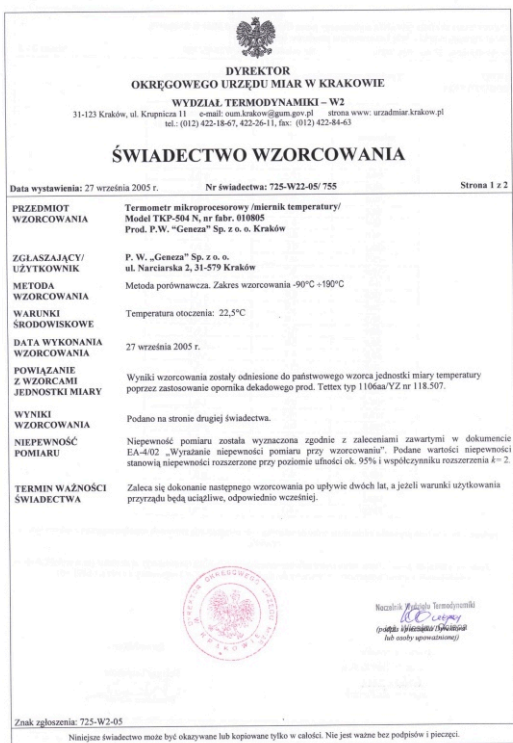 DYREKTOR
OKRĘGOWEGO URZĘDU MIAR W KRAKOWIE
WYDZIAŁ TERMODYNAMIKI – W2
31-123 Kraków, ul. Krupnicza 11 e-mail: oum.krakow@gum.gov.pl strona www: urzadmiar.krakow.pl
tel.: (012) 422-18-67, 422-26-11, fax: (012) 422-84-63
ŚWIADECTWO WZORCOWANIA
Data wystawienia: 27 września 2005 r. Nr świadectwa: 725-W22-05/ 755 Strona 1 z 2
PRZEDMIOT WZORCOWANIA
Termometr mikroprocesorowy /miernik temperatury/
Model TKP-504 N, nr fabr. 010805
Prod. P.W. "Geneza" Sp. z o. o. Kraków
ZGŁASZAJĄCY/ UŻYTKOWNIK
P. W. „Geneza" Sp. z o. o.
ul. Narciarska 2, 31-579 Kraków
METODA WZORCOWANIA
Metoda porównawcza. Zakres wzorcowania -90°C ÷190°C
WARUNKI ŚRODOWISKOWE
Temperatura otoczenia: 22,5°C
DATA WYKONANIA WZORCOWANIA
27 września 2005 r.
POWIĄZANIE Z WZORCAMI JEDNOSTKI MIARY
Wyniki wzorcowania zostały odniesione do państwowego wzorca jednostki miary temperatury
poprzez zastosowanie opornika dekadowego prod. Tettex typ 1106aa/YZ nr 118.507.
WYNIKI WZORCOWANIA
Podano na stronie drugiej świadectwa.
NIEPEWNOŚĆ POMIARU
Niepewność pomiaru została wyznaczona zgodnie z zaleceniami zawartymi w dokumencie
EA-4/02 „Wyrażanie niepewności pomiaru przy wzorcowaniu". Podane wartości niepewności
stanowią niepewności rozszerzone przy poziomie ufności ok. 95% i współczynniku rozszerzenia k= 2.
TERMIN WAŻNOŚCI ŚWIADECTWA
Zaleca się dokonanie następnego wzorcowania po upływie dwóch lat, a jeżeli warunki użytkowania
przyrządu będą uciążliwe, odpowiednio wcześniej.
DYREKTOR OKRĘGOWEGO URZĘDU
Naczelnik Wydziału Termodynamiki
lub osoby upoważnionej)
Znak zgłoszenia: 725-W2-05
Niniejsze świadectwo może być okazywane lub kopiowane tylko w całości. Nie jest ważne bez podpisów i pieczęci.